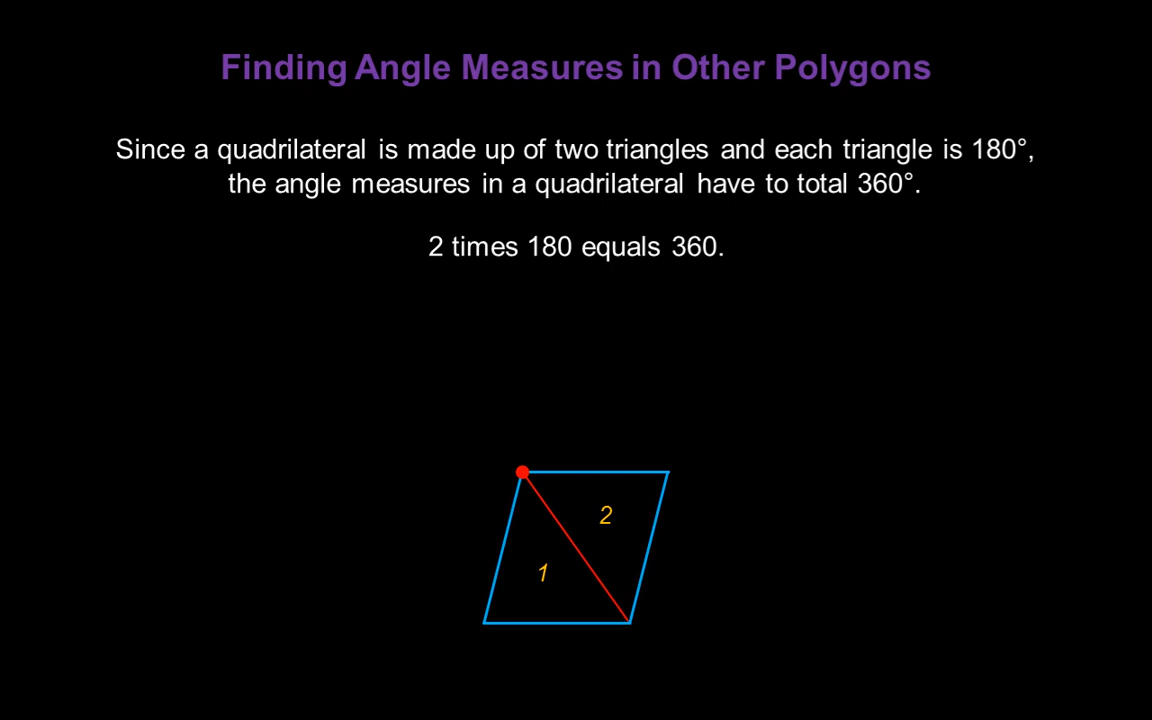 Finding Angle Measures in Other Polygons
Since a quadrilateral is made up of two triangles and each triangle is 180°,
the angle measures in a quadrilateral have to total 360°.
2 times 180 equals 360.
2
1